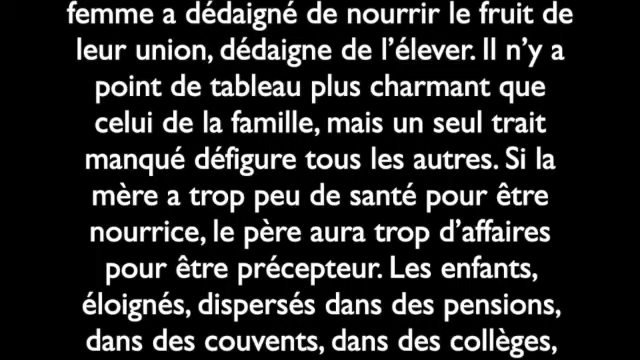 femme a dédaigné de nourrir le fruit de
leur union, dédaigne de l’élever. Il n’y a
point de tableau plus charmant que
celui de la famille, mais un seul trait
manqué défigure tous les autres. Si la
mère a trop peu de santé pour être
nourrice, le père aura trop d’affaires
pour être précepteur. Les enfants,
éloignés, dispersés dans des pensions,
dans des couvents, dans des collèges,